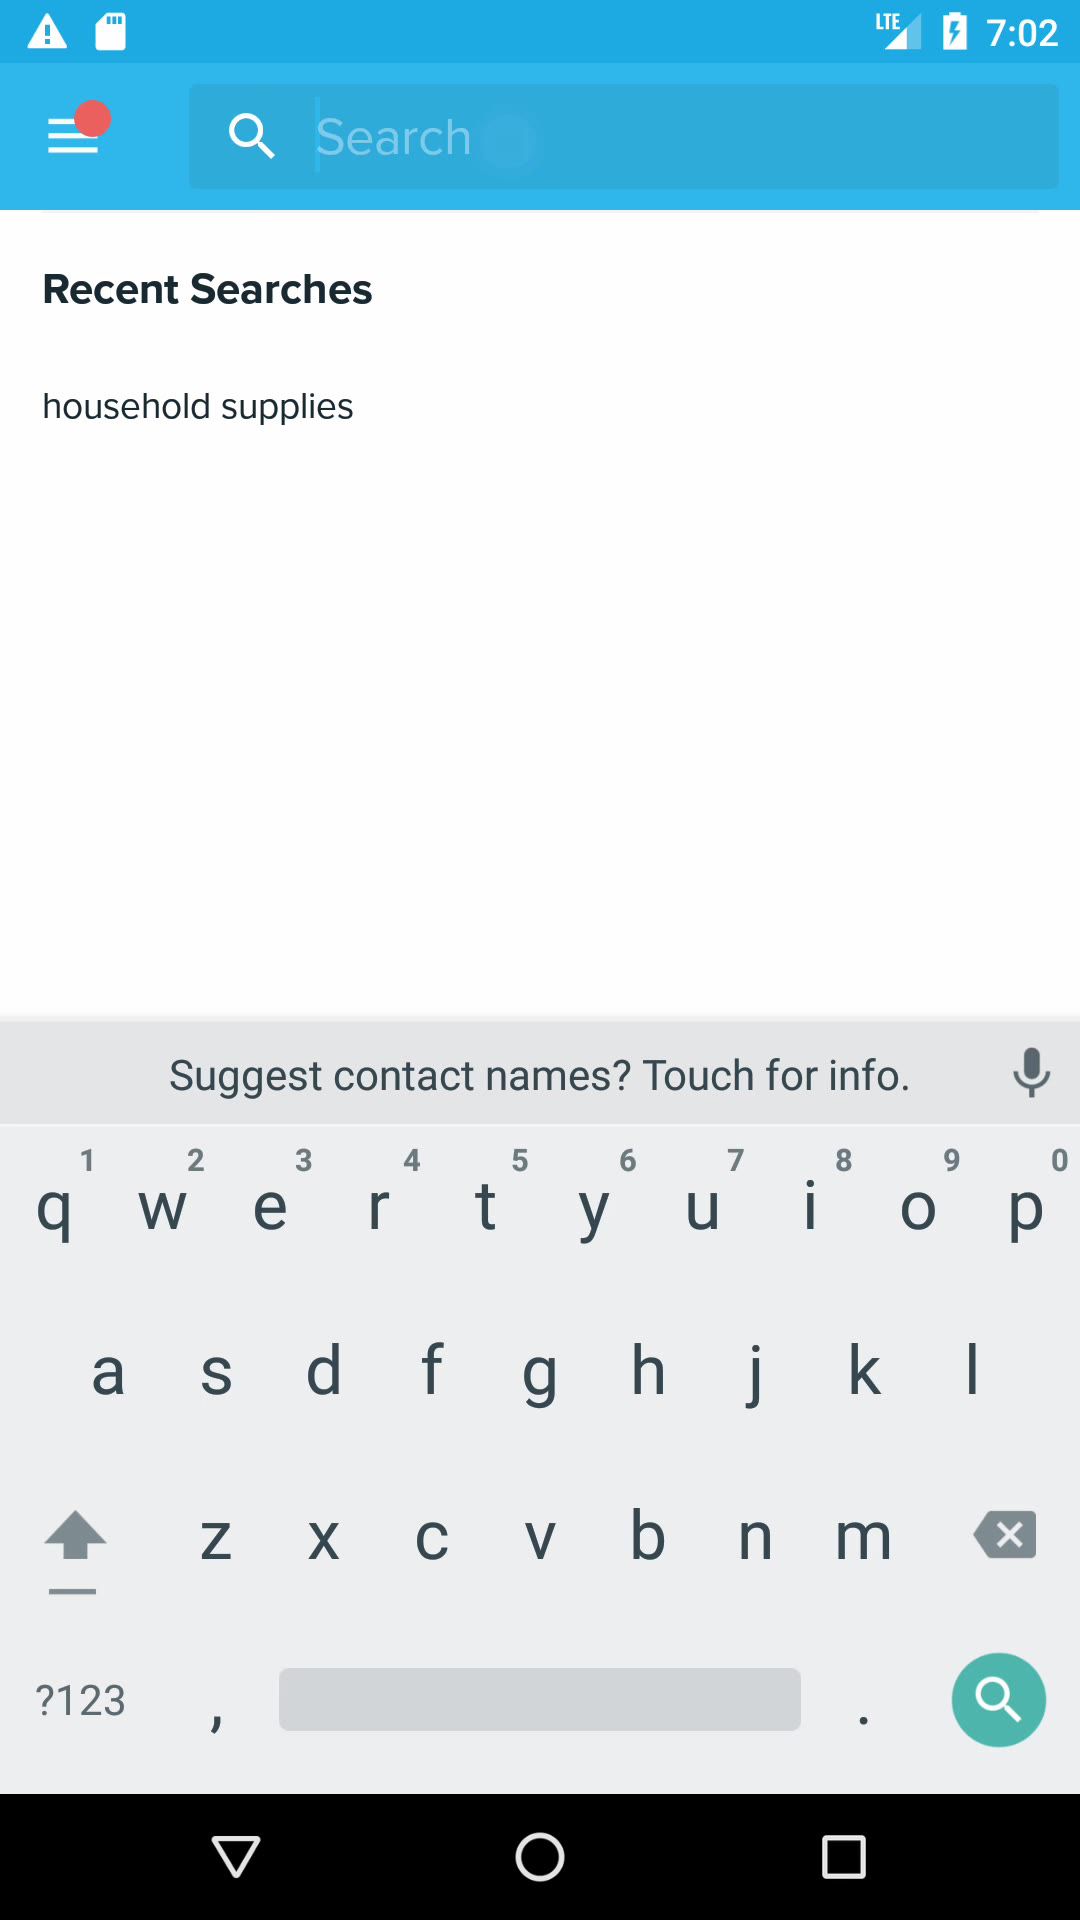 LTE 7:02
Search
Recent Searches
household supplies
Suggest contact names? Touch for info.
1 2 3 4 5 6 7 8 9 0
q w e r t y u i o p
a s d f g h j k l
z x c v b n m
?123 , .